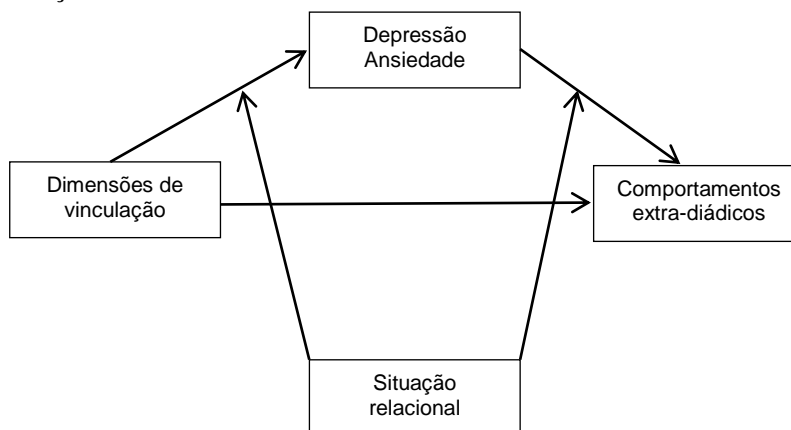 Depressão
Ansiedade
Dimensões de
vinculação
Comportamentos
extra-diádicos
Situação
relacional